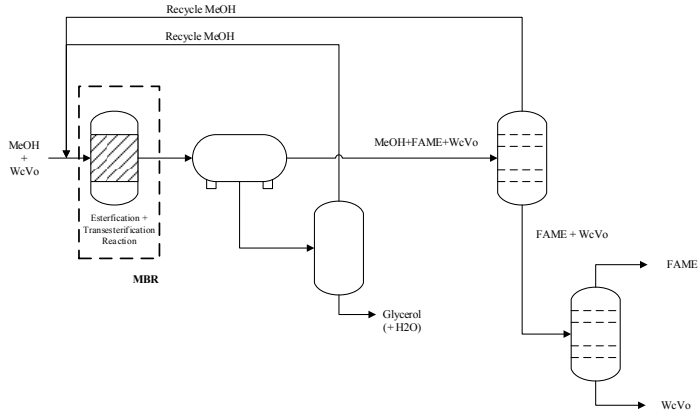 Recycle MeOH
Recycle MeOH
MeOH
+
WcVo
MeOH+FAME+WcVo
Esterfication +
Transesterification
Reaction
MBR
FAME + WcVo
FAME
Glycerol
(+ H2O)
WcVo